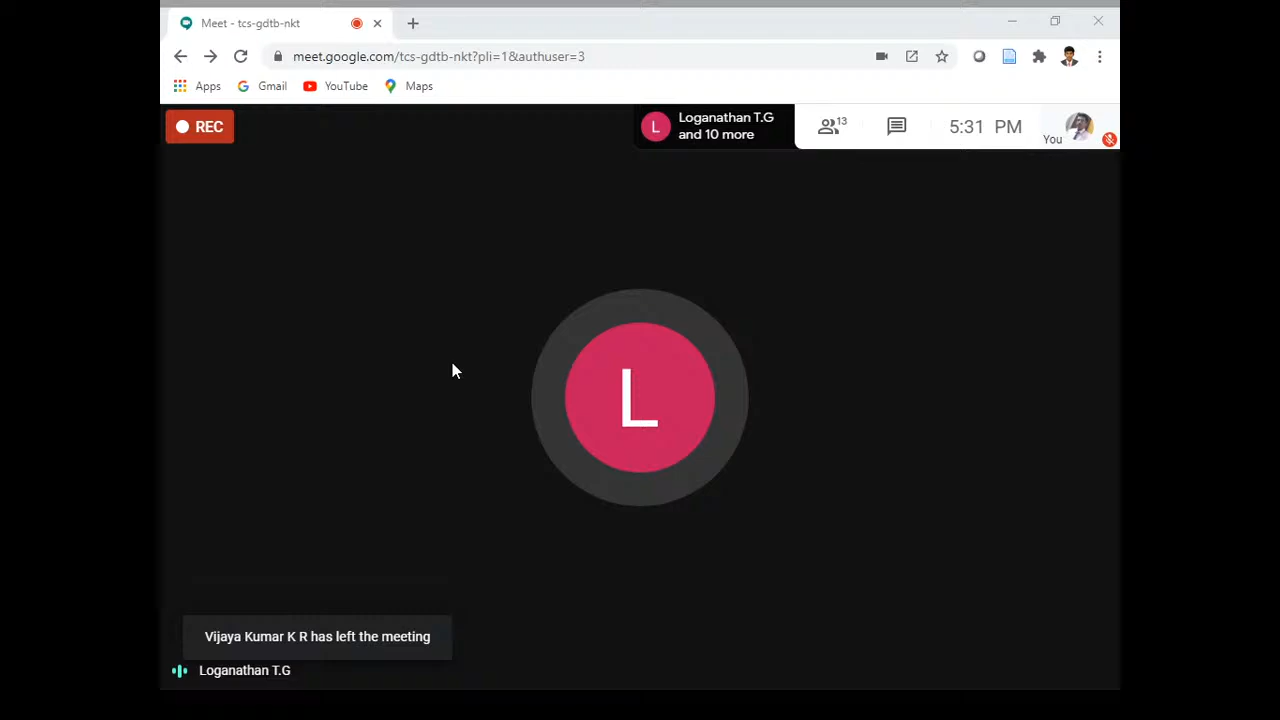 Meet - tcs-gdtb-nkt
meet.google.com/tcs-gdtb-nkt?pli=1&authuser=3
Apps Gmail YouTube Maps
REC
Loganathan T.G
and 10 more
L
13
5:31 PM
You
L
Vijaya Kumar K R has left the meeting
Loganathan T.G